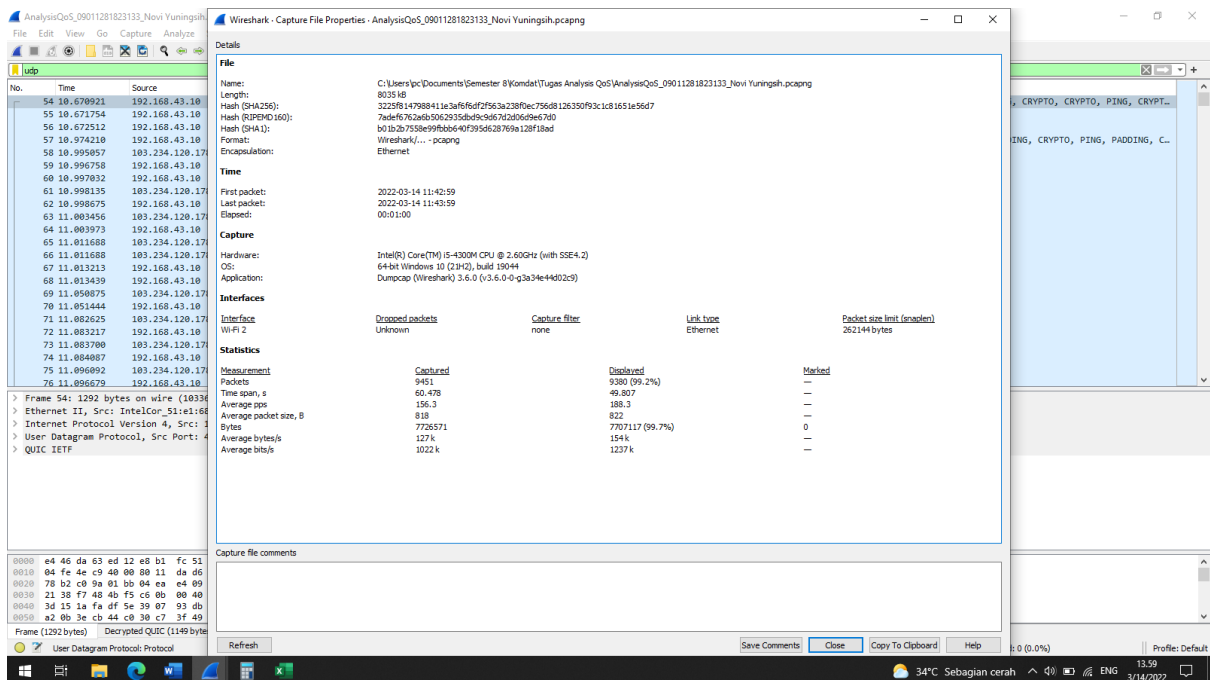 AnalysisQoS_09011281823133_Novi Yuningsih.
File Edit View Go Capture Analyze
udp
No. Time Source
54 10.670921 192.168.43.10
55 10.671754 192.168.43.10
56 10.672512 192.168.43.10
57 10.974210 192.168.43.10
58 10.995057 103.234.120.178
59 10.996758 192.168.43.10
60 10.997032 192.168.43.10
61 10.998135 103.234.120.178
62 10.998675 192.168.43.10
63 11.003456 103.234.120.178
64 11.003973 192.168.43.10
65 11.011688 103.234.120.178
66 11.011688 103.234.120.178
67 11.013213 192.168.43.10
68 11.013439 192.168.43.10
69 11.050875 103.234.120.178
70 11.051444 192.168.43.10
71 11.082625 103.234.120.178
72 11.083217 192.168.43.10
73 11.083700 103.234.120.178
74 11.084087 192.168.43.10
75 11.096092 103.234.120.178
76 11.096679 192.168.43.10
, CRYPTO, CRYPTO, PING, CRYPT…
ING, CRYPTO, PING, PADDING, C…
> Frame 54: 1292 bytes on wire (10336
> Ethernet II, Src: IntelCor_51:e1:68
> Internet Protocol Version 4, Src: 1
> User Datagram Protocol, Src Port: 4
> QUIC IETF
0000 e4 46 da 63 ed 12 e8 b1 fc 51
0010 04 fe 4e c9 40 00 80 11 da d6
0020 78 b2 c0 9a 01 bb 04 ea e4 09
0030 21 38 f7 48 4b f5 c6 0b 00 40
0040 3d 15 1a fa df 5e 39 07 93 db
0050 a2 0b 3e cb 44 c0 30 c7 3f 49
Frame (1292 bytes) Decrypted QUIC (1149 byte
User Datagram Protocol: Protocol
Wireshark · Capture File Properties · AnalysisQoS_09011281823133_Novi Yuningsih.pcapng
Details
File
Name: C:\Users\pc\Documents\Semester 8\Komdat\Tugas Analysis QoS\AnalysisQoS_09011281823133_Novi Yuningsih.pcapng
Length: 8035 kB
Hash (SHA256): 3225f8147988411e3af6f6df2f563a238f0ec756d8126350f93c1c81651e56d7
Hash (RIPEMD160): 7adef6762a6b5062935dbd9c9d67d2d06d9e67d0
Hash (SHA1): b01b2b7558e99fbbb640f395d628769a128f18ad
Format: Wireshark/... - pcapng
Encapsulation: Ethernet
Time
First packet: 2022-03-14 11:42:59
Last packet: 2022-03-14 11:43:59
Elapsed: 00:01:00
Capture
Hardware: Intel(R) Core(TM) i5-4300M CPU @ 2.60GHz (with SSE4.2)
OS: 64-bit Windows 10 (21H2), build 19044
Application: Dumpcap (Wireshark) 3.6.0 (v3.6.0-0-g3a34e44d02c9)
Interfaces
Interface Dropped packets Capture filter Link type Packet size limit (snaplen)
Wi-Fi 2 Unknown none Ethernet 262144 bytes
Statistics
Measurement Captured Displayed Marked
Packets 9451 9380 (99.2%) —
Time span, s 60.478 49.807 —
Average pps 156.3 188.3 —
Average packet size, B 818 822 —
Bytes 7726571 7707117 (99.7%) 0
Average bytes/s 127 k 154 k —
Average bits/s 1022 k 1237 k —
Capture file comments
Refresh Save Comments Close Copy To Clipboard Help
: 0 (0.0%) Profile: Default
34°C Sebagian cerah ENG 13.59
3/14/2022